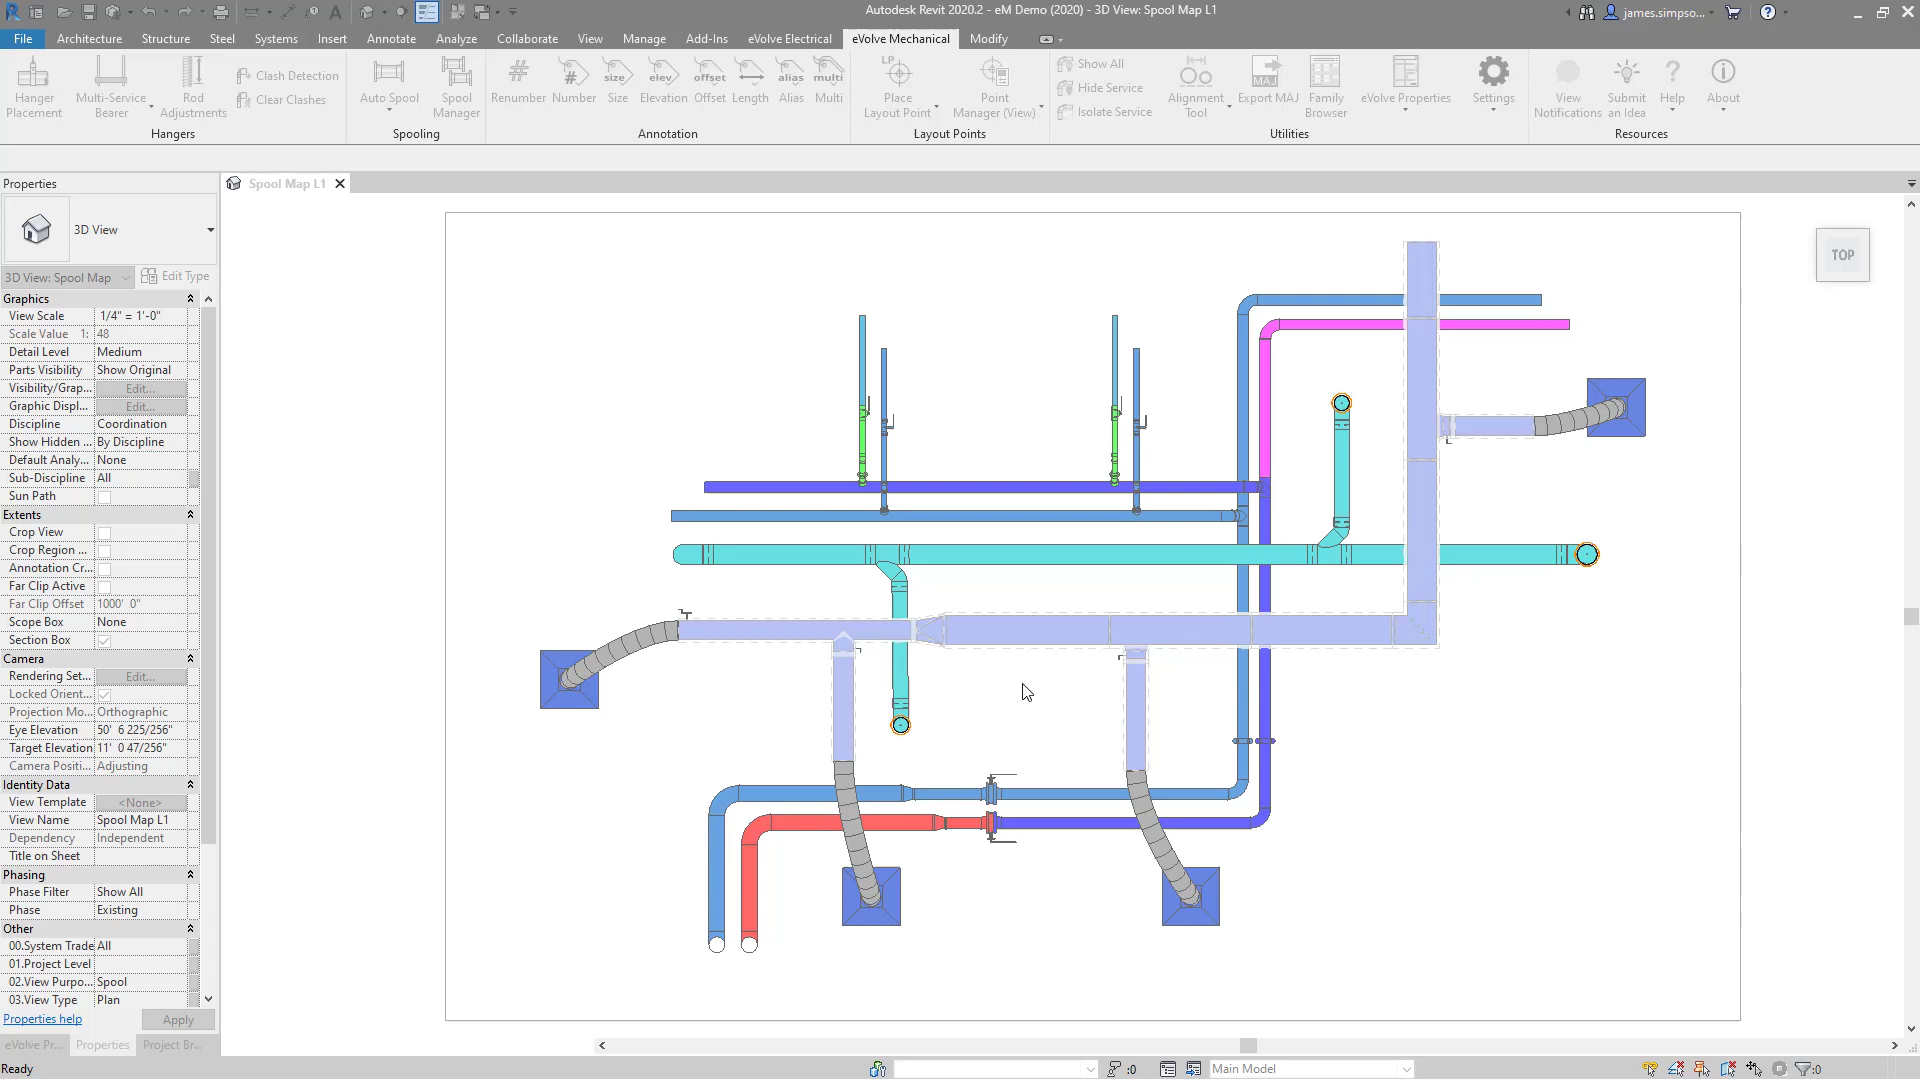 Autodesk Revit 2020.2 - eM Demo (2020) - 3D View: Spool Map L1
james.simpso...
File Architecture Structure Steel Systems Insert Annotate Analyze Collaborate View Manage Add-Ins eVolve Electrical eVolve Mechanical Modify
Hanger Placement
Multi-Service Bearer
Rod Adjustments
Clash Detection
Clear Clashes
Auto Spool
Spool Manager
# Renumber
# Number
size Size
elev Elevation
offset Offset
Length
alias Alias
multi Multi
LP Place Layout Point
Point Manager (View)
Show All
Hide Service
Isolate Service
Alignment Tool
MAJ Export MAJ
Family Browser
eVolve Properties
Settings
View Notifications
Submit an Idea
Help
About
Hangers Spooling Annotation Layout Points Utilities Resources
Properties
Spool Map L1
3D View
3D View: Spool Map
Edit Type
Graphics
View Scale 1/4" = 1'-0"
Scale Value 1: 48
Detail Level Medium
Parts Visibility Show Original
Visibility/Grap... Edit...
Graphic Displ... Edit...
Discipline Coordination
Show Hidden ... By Discipline
Default Analy... None
Sub-Discipline All
Sun Path
Extents
Crop View
Crop Region ...
Annotation Cr...
Far Clip Active
Far Clip Offset 1000' 0"
Scope Box None
Section Box
Camera
Rendering Set... Edit...
Locked Orient...
Projection Mo... Orthographic
Eye Elevation 50' 6 225/256"
Target Elevation 11' 0 47/256"
Camera Positi... Adjusting
Identity Data
View Template <None>
View Name Spool Map L1
Dependency Independent
Title on Sheet
Phasing
Phase Filter Show All
Phase Existing
Other
00.System Trade All
01.Project Level
02.View Purpo... Spool
03.View Type Plan
Properties help
Apply
eVolve Pr... Properties Project Br...
TOP
Ready
:0
Main Model
:0